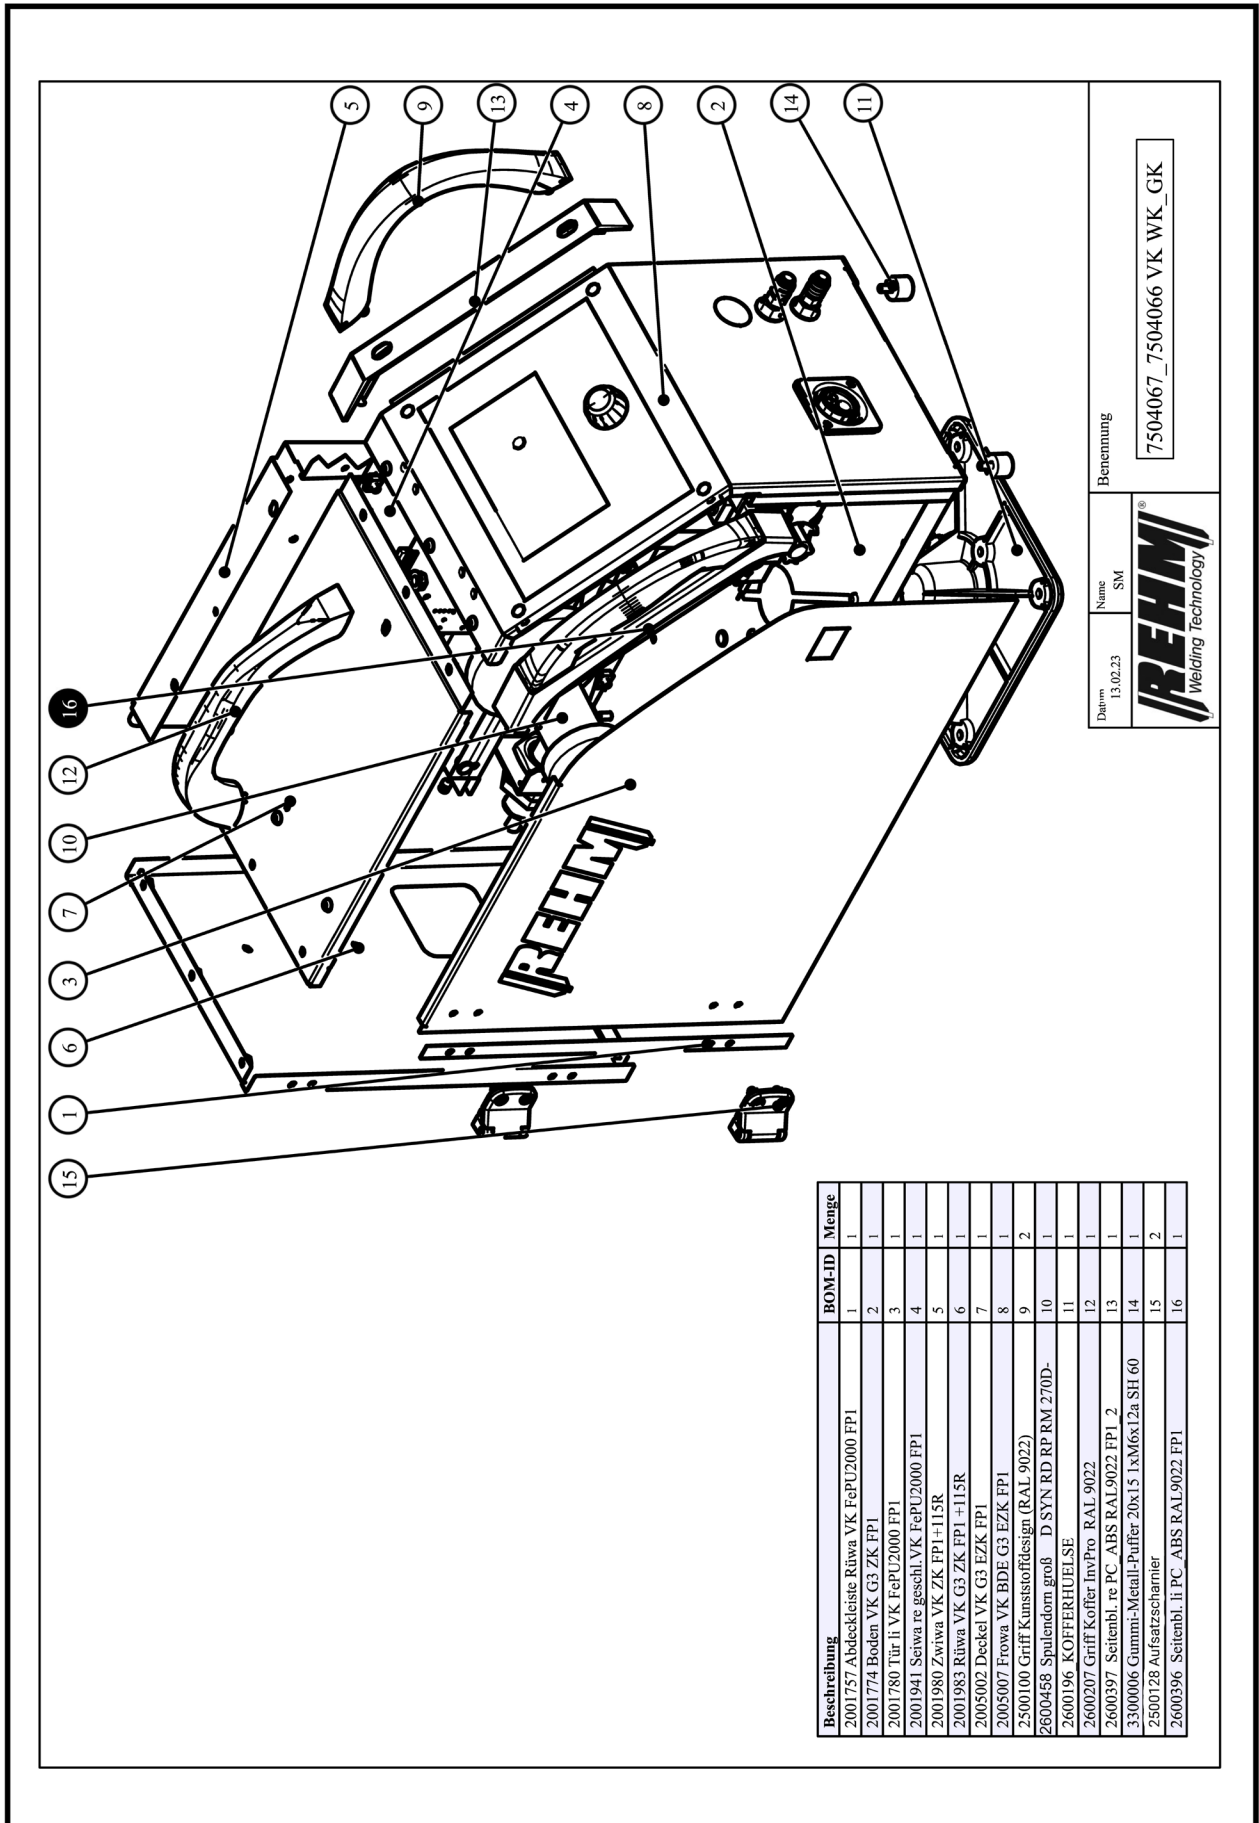 5
9
13
4
8
2
14
11
16
12
10
7
3
6
1
15
REHM
Beschreibung BOM-ID Menge
2001757 Abdeckleiste Rüwa VK FePU2000 FP1 1 1
2001774 Boden VK G3 ZK FP1 2 1
2001780 Tür li VK FePU2000 FP1 3 1
2001941 Seiwa re geschl. VK FePU2000 FP1 4 1
2001980 Zwiwa VK ZK FP1+115R 5 1
2001983 Rüwa VK G3 ZK FP1 +115R 6 1
2005002 Deckel VK G3 EZK FP1 7 1
2005007 Frowa VK BDE G3 EZK FP1 8 1
2500100 Griff Kunststoffdesign (RAL 9022) 9 2
2600458 Spulendorn groß D SYN RD RP RM 270D- 10 1
2600196 KOFFERHUELSE 11 1
2600207 Griff Koffer InvPro RAL 9022 12 1
2600397 Seitenbl. re PC_ABS RAL9022 FP1_2 13 1
3300006 Gummi-Metall-Puffer 20x15 1xM6x12a SH 60 14 1
2500128 Aufsatzscharnier 15 2
2600396 Seitenbl. li PC_ABS RAL9022 FP1 16 1
Datum Name Benennung
13.02.23 SM
7504067_7504066 VK WK_GK
REHM®
Welding Technology